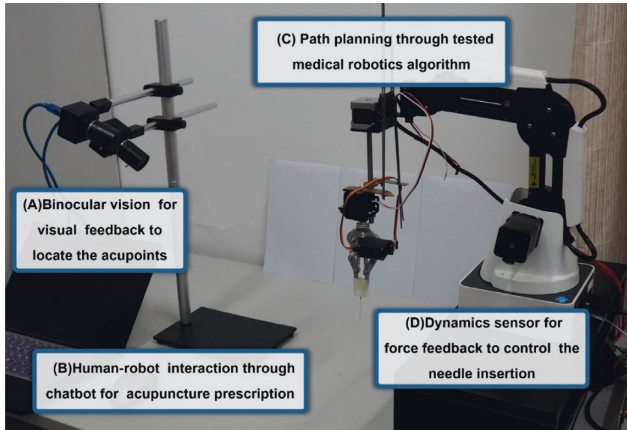 (C) Path planning through tested
medical robotics algorithm
(A)Binocular vision for
visual feedback to
locate the acupoints
(D)Dynamics sensor for
force feedback to control the
needle insertion
(B)Human-robot interaction through
chatbot for acupuncture prescription